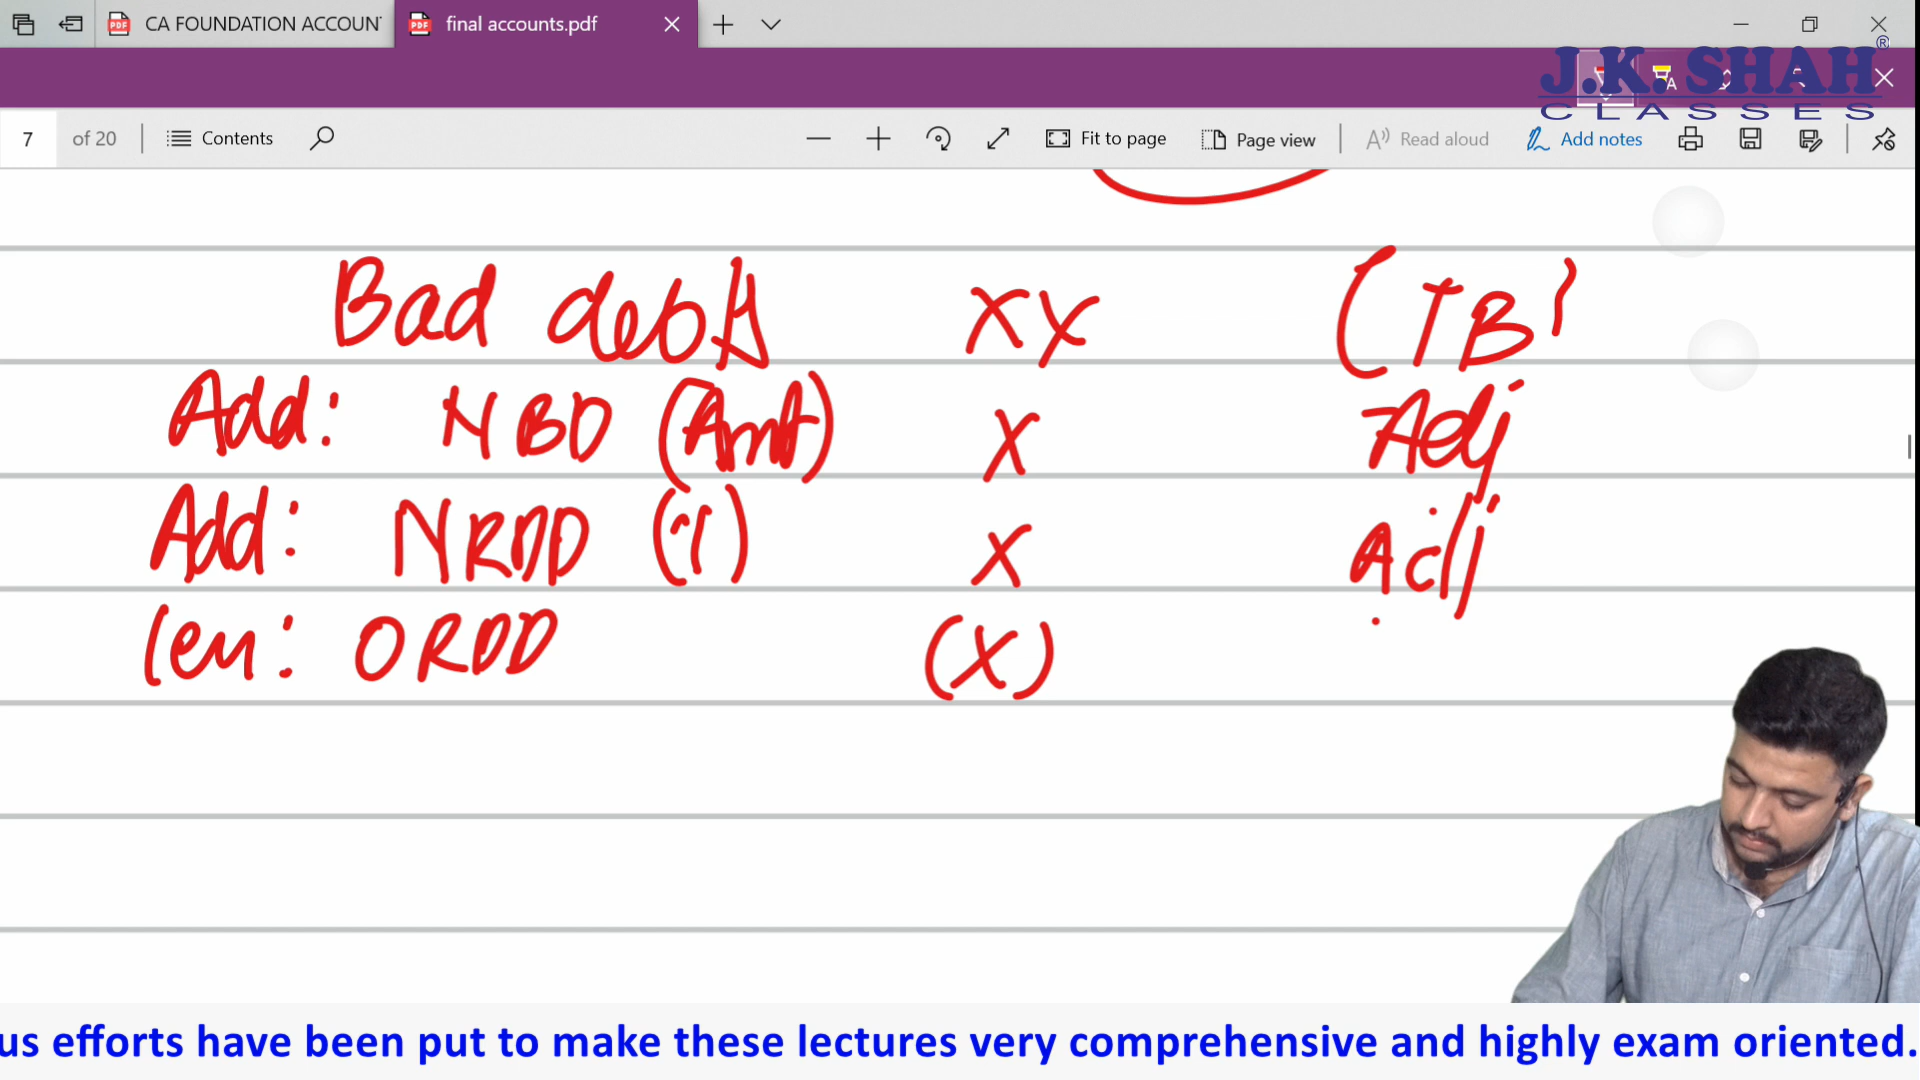 CA FOUNDATION ACCOUN
final accounts.pdf
J.K. SHAH ®
CLASSES
7 of 20 Contents Fit to page Page view Read aloud Add notes
Bad debts XX (TB)
Add: NBD (Amt) X Adj
Add: NRDD (%) X Adj
Less: ORDD (X)
us efforts have been put to make these lectures very comprehensive and highly exam oriented.